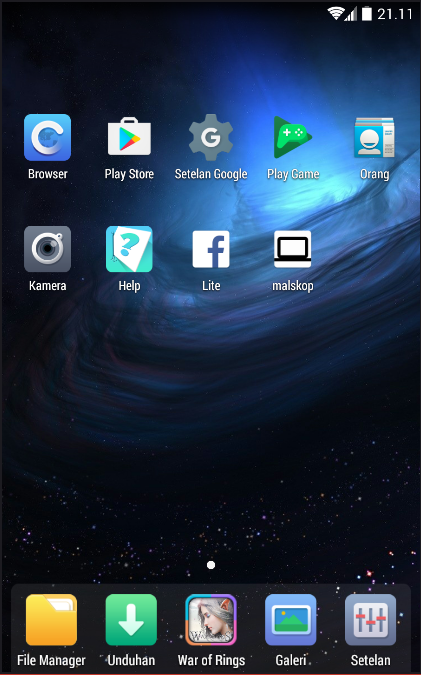 21.11
Browser
Play Store
Setelan Google
Play Game
Orang
Kamera
Help
Lite
malskop
File Manager
Unduhan
War of Rings
Galeri
Setelan